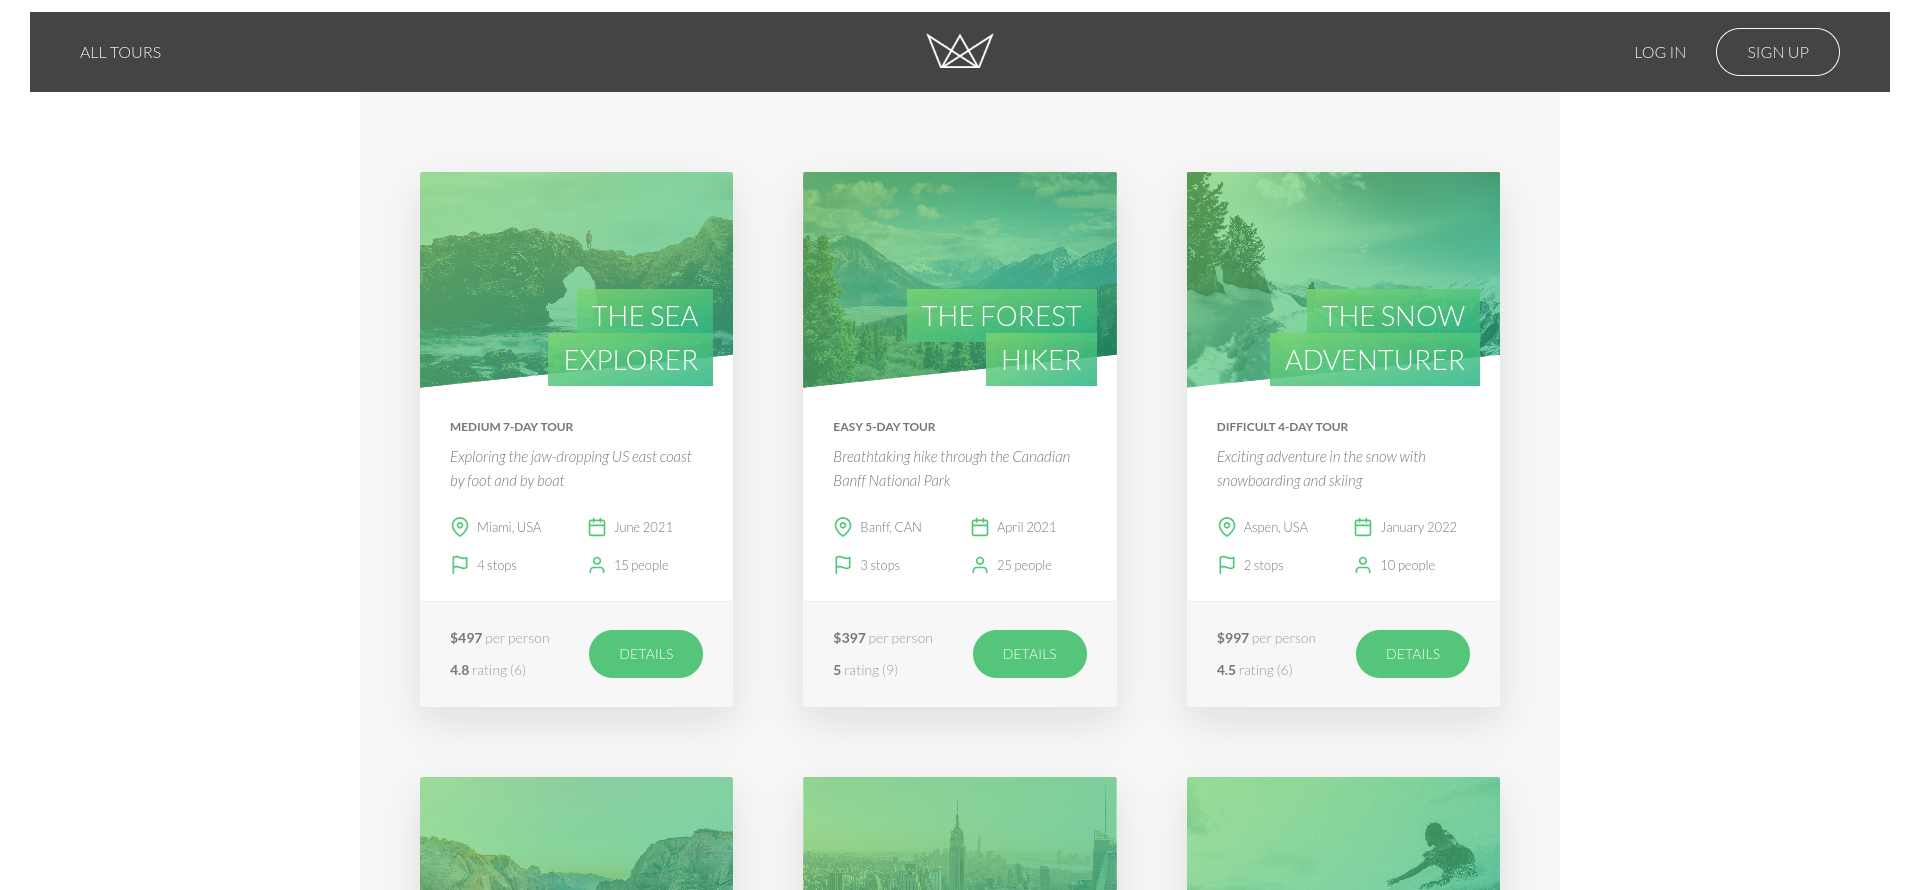 ALL TOURS
LOG IN
SIGN UP
THE SEA
EXPLORER
MEDIUM 7-DAY TOUR
Exploring the jaw-dropping US east coast
by foot and by boat
Miami, USA
June 2021
4 stops
15 people
$497 per person
4.8 rating (6)
DETAILS
THE FOREST
HIKER
EASY 5-DAY TOUR
Breathtaking hike through the Canadian
Banff National Park
Banff, CAN
April 2021
3 stops
25 people
$397 per person
5 rating (9)
DETAILS
THE SNOW
ADVENTURER
DIFFICULT 4-DAY TOUR
Exciting adventure in the snow with
snowboarding and skiing
Aspen, USA
January 2022
2 stops
10 people
$997 per person
4.5 rating (6)
DETAILS